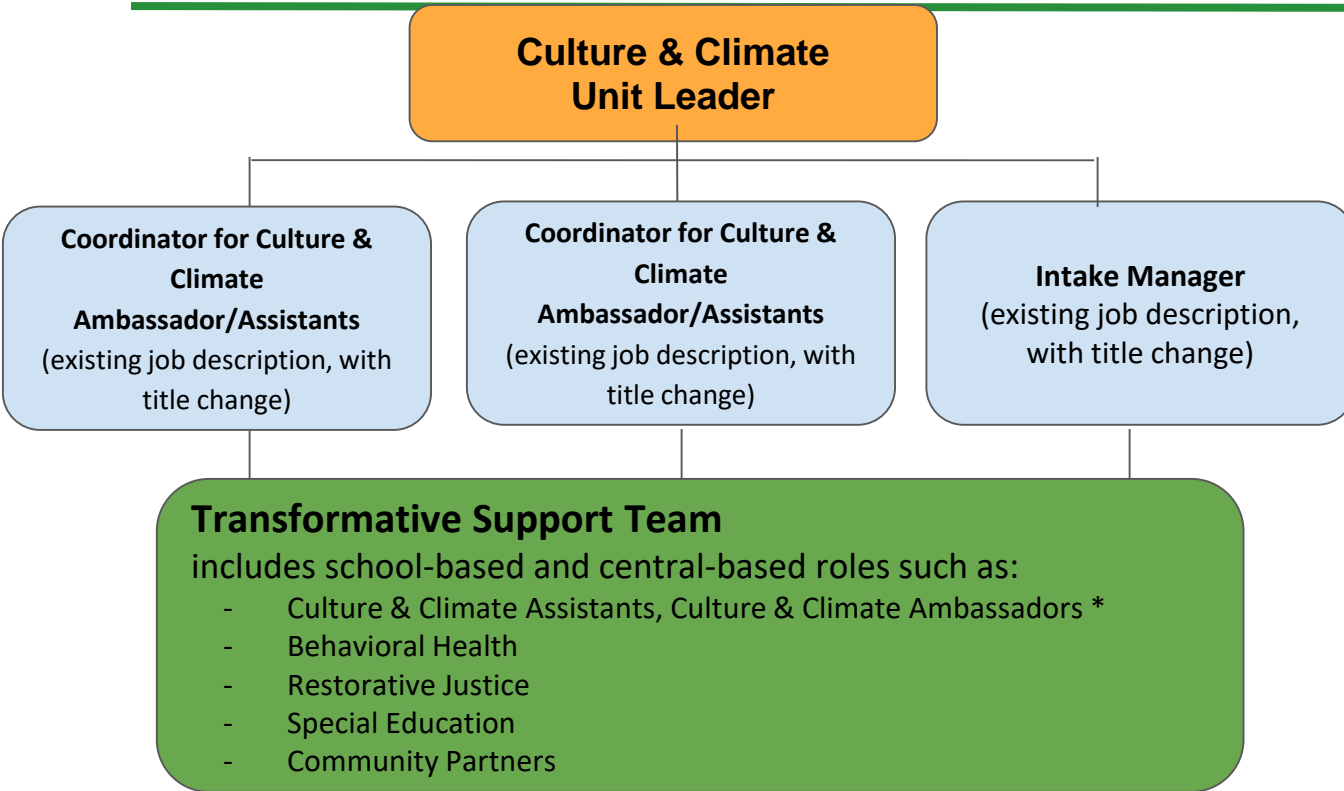 Culture & Climate
Unit Leader
Coordinator for Culture &
Climate
Ambassador/Assistants
(existing job description, with
title change)
Coordinator for Culture &
Climate
Ambassador/Assistants
(existing job description, with
title change)
Intake Manager
(existing job description,
with title change)
Transformative Support Team
includes school-based and central-based roles such as:
- Culture & Climate Assistants, Culture & Climate Ambassadors *
- Behavioral Health
- Restorative Justice
- Special Education
- Community Partners